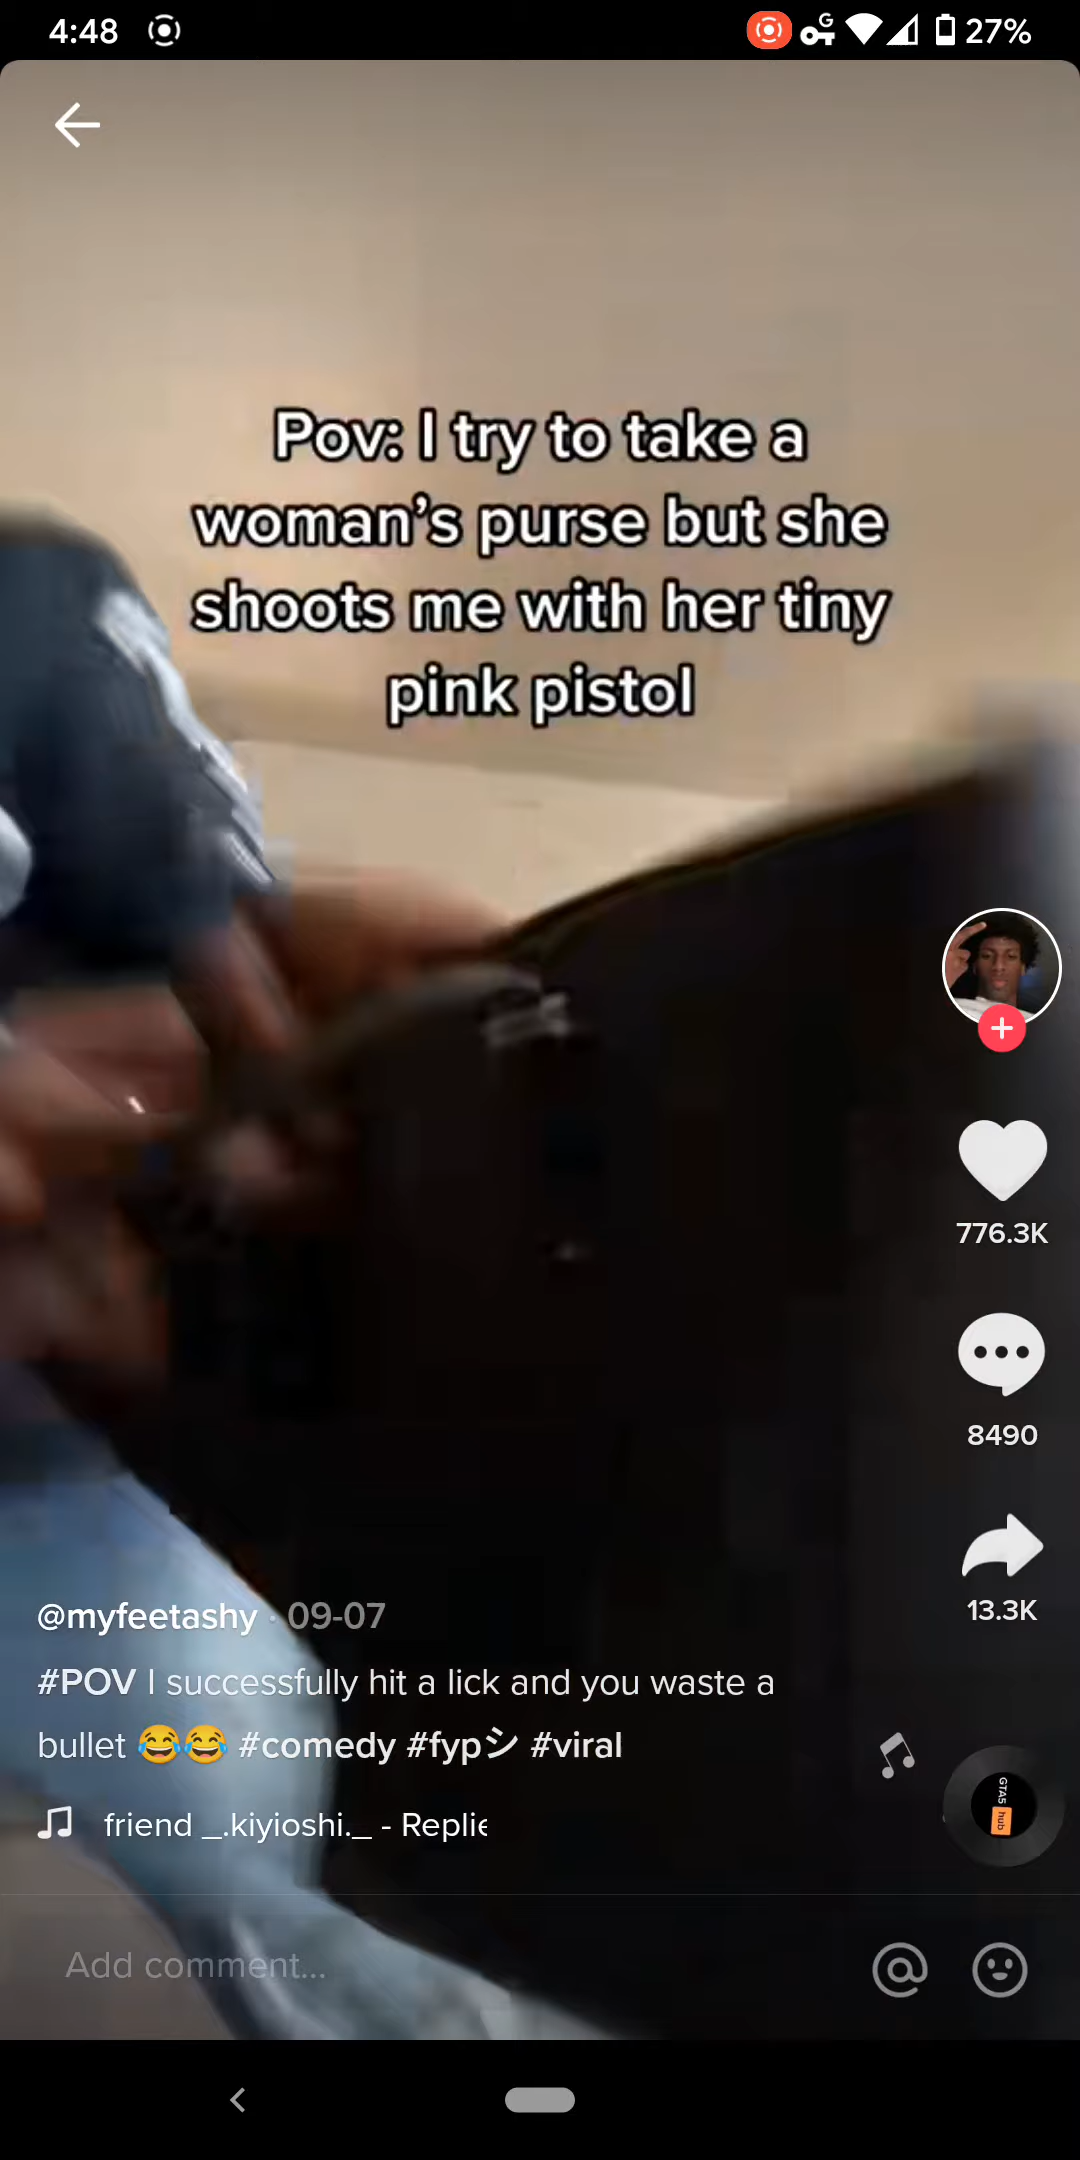 4:48
G
27%
Pov: I try to take a
woman’s purse but she
shoots me with her tiny
pink pistol
776.3K
8490
13.3K
@myfeetashy · 09-07
#POV I successfully hit a lick and you waste a
bullet 😂😂 #comedy #fypシ #viral
friend _.kiyioshi._ - Replie
GTA5
hub
Add comment...